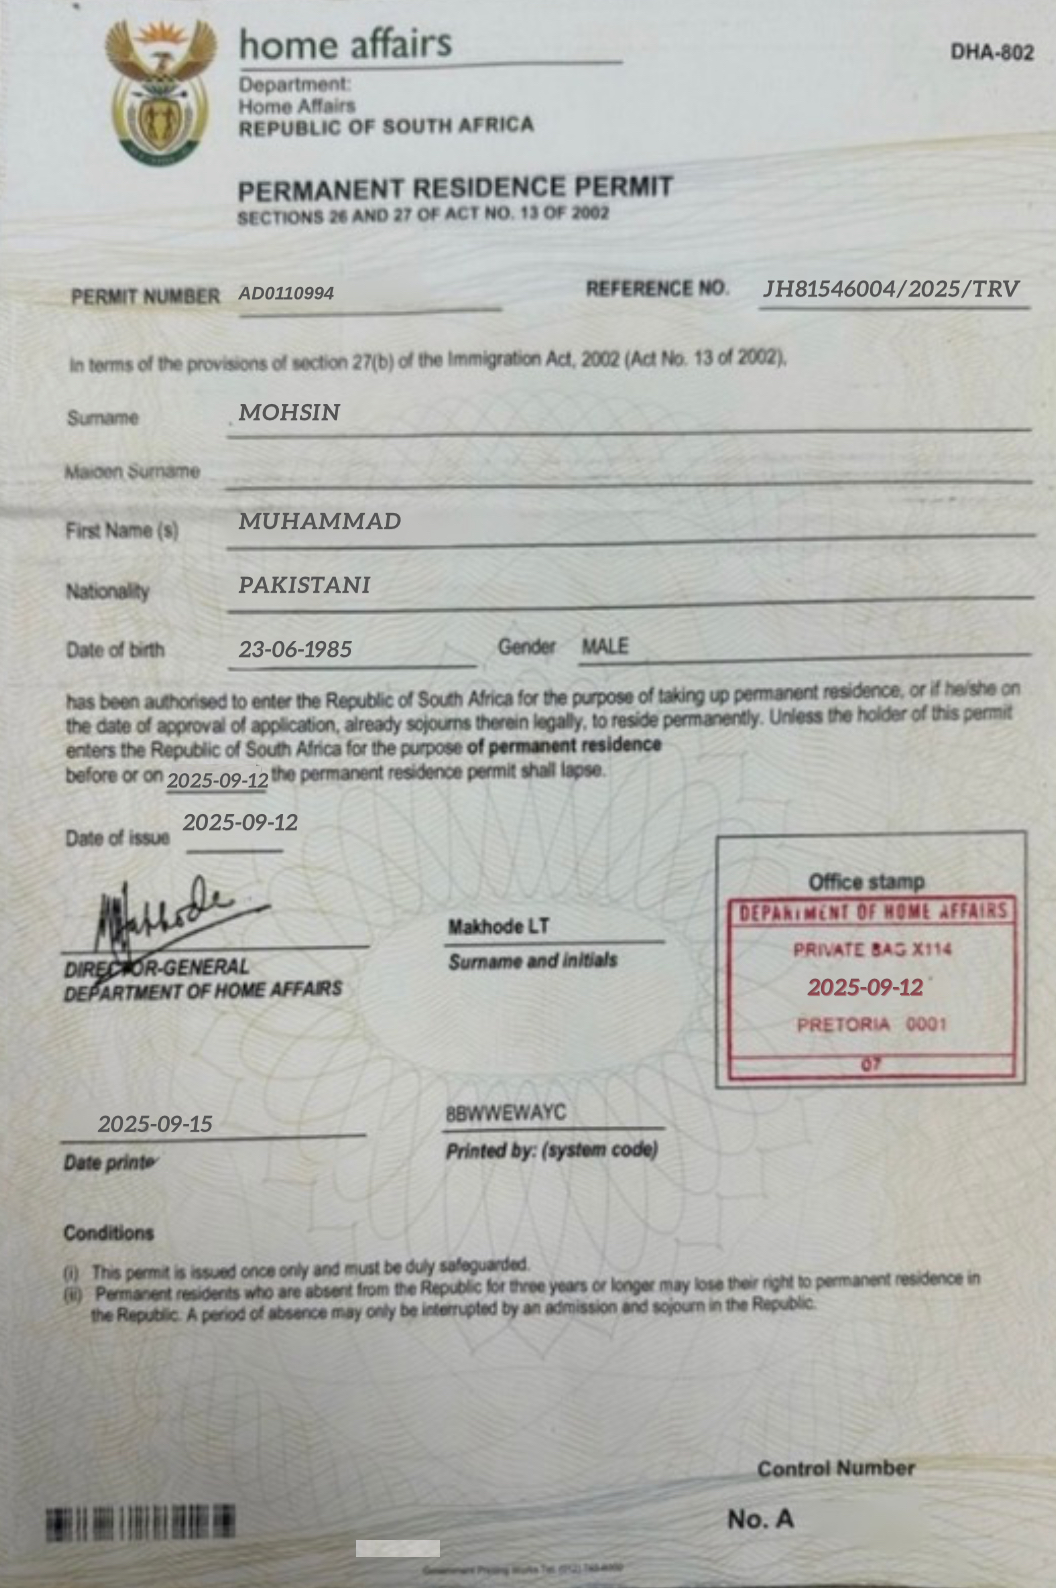 home affairs
DHA-802
Department:
Home Affairs
REPUBLIC OF SOUTH AFRICA
PERMANENT RESIDENCE PERMIT
SECTIONS 26 AND 27 OF ACT NO. 13 OF 2002
PERMIT NUMBER AD0110994 REFERENCE NO. JH81546004/2025/TRV
In terms of the provisions of section 27(b) of the Immigration Act, 2002 (Act No. 13 of 2002),
Surname MOHSIN
Maiden Surname
First Name (s) MUHAMMAD
Nationality PAKISTANI
Date of birth 23-06-1985 Gender MALE
has been authorised to enter the Republic of South Africa for the purpose of taking up permanent residence, or if he/she on
the date of approval of application, already sojourns therein legally, to reside permanently. Unless the holder of this permit
enters the Republic of South Africa for the purpose of permanent residence
before or on 2025-09-12 the permanent residence permit shall lapse.
Date of issue 2025-09-12
Office stamp
DEPARTMENT OF HOME AFFAIRS
PRIVATE BAG X114
2025-09-12
PRETORIA 0001
07
Makhode
Makhode LT
DIRECTOR-GENERAL
DEPARTMENT OF HOME AFFAIRS
Surname and initials
2025-09-15
8BWWEWAYC
Date printe
Printed by: (system code)
Conditions
(i) This permit is issued once only and must be duly safeguarded.
(ii) Permanent residents who are absent from the Republic for three years or longer may lose their right to permanent residence in
the Republic. A period of absence may only be interrupted by an admission and sojourn in the Republic.
Control Number
No. A
Government Printing Works Tel: (012)